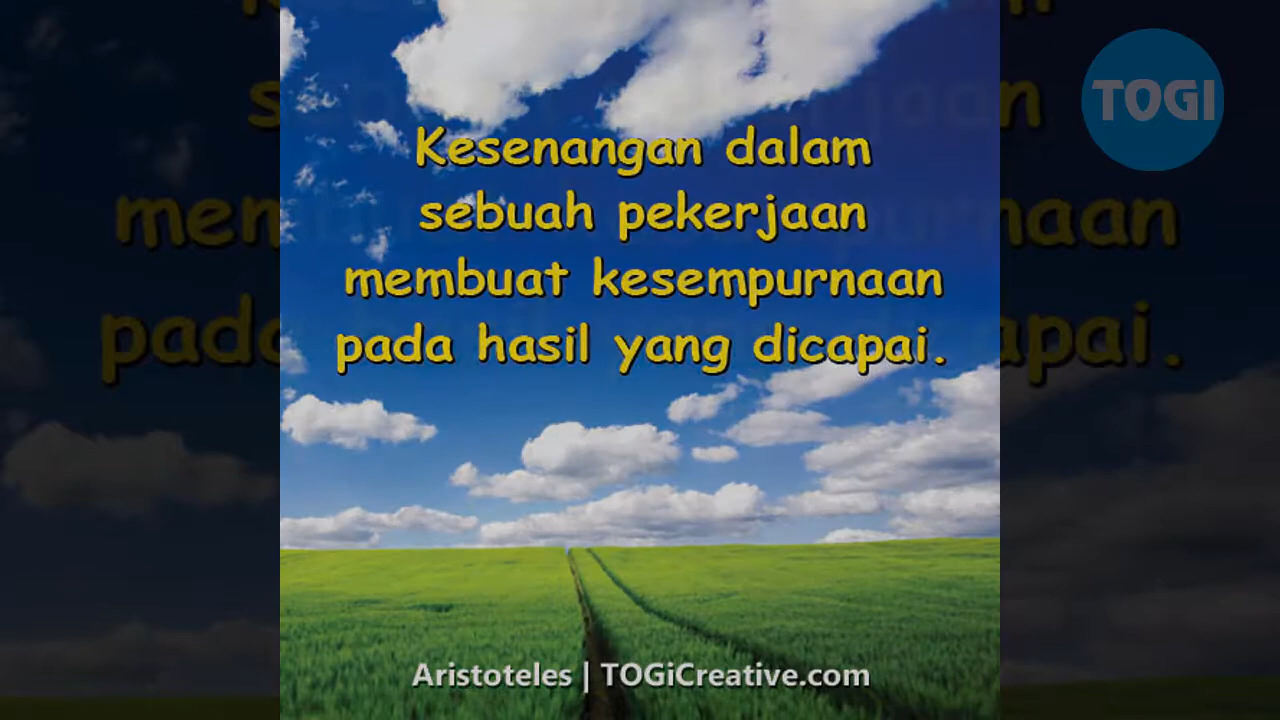 TOGI
Kesenangan dalam
sebuah pekerjaan
membuat kesempurnaan
pada hasil yang dicapai.
Aristoteles | TOGiCreative.com